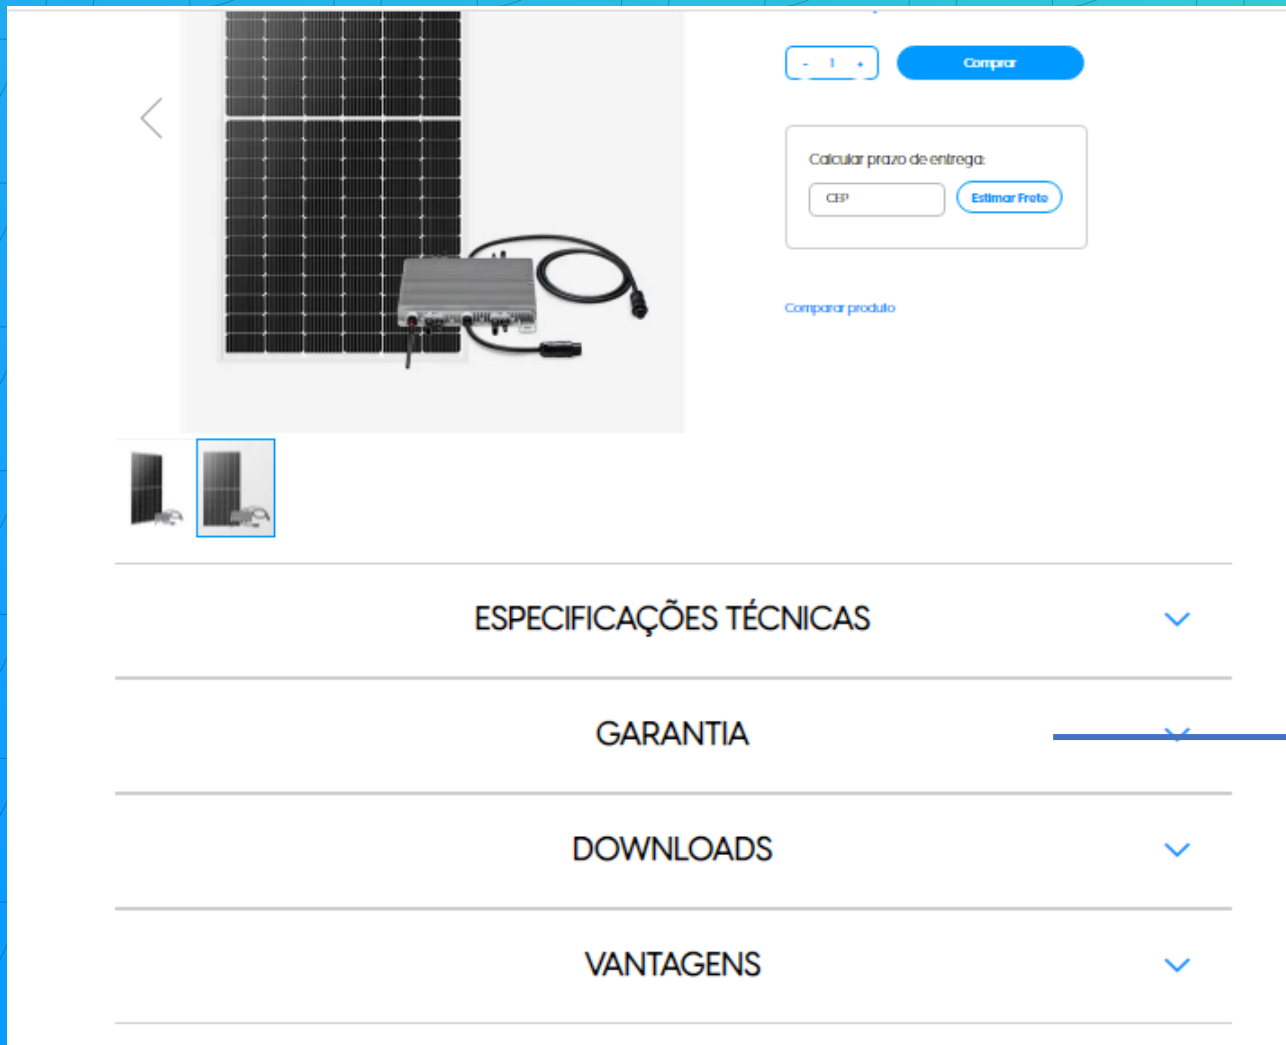 - 1 + Comprar
Calcular prazo de entrega:
CEP Estimar Frete
Comparar produto
ESPECIFICAÇÕES TÉCNICAS
GARANTIA
DOWNLOADS
VANTAGENS